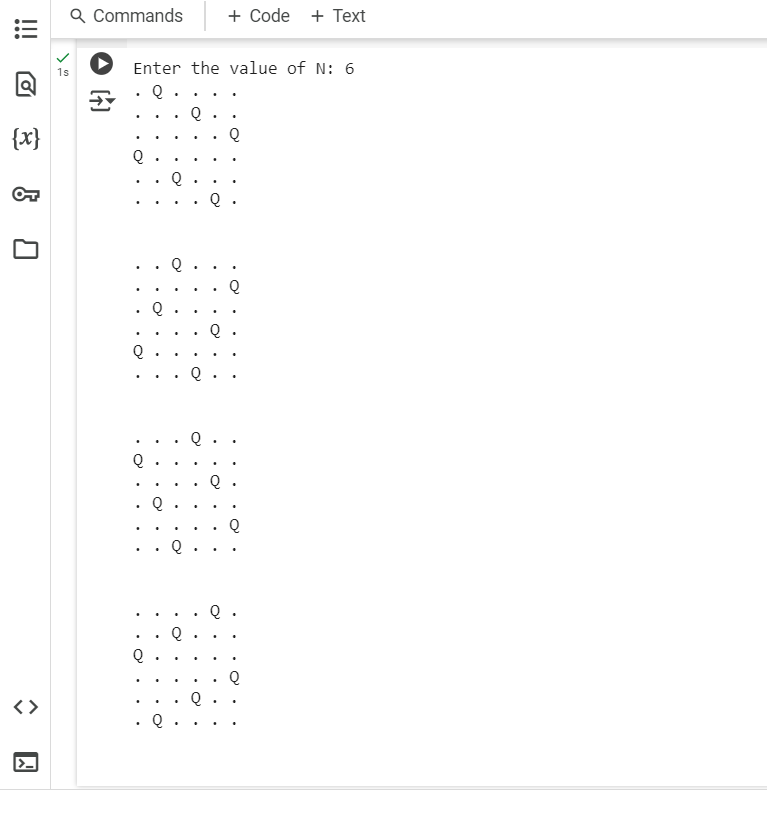 Commands + Code + Text
1s
{x}
Enter the value of N: 6
. Q . . . .
. . . Q . .
. . . . . Q
Q . . . . .
. . Q . . .
. . . . Q .
. . Q . . .
. . . . . Q
. Q . . . .
. . . . Q .
Q . . . . .
. . . Q . .
. . . Q . .
Q . . . . .
. . . . Q .
. Q . . . .
. . . . . Q
. . Q . . .
. . . . Q .
. . Q . . .
Q . . . . .
. . . . . Q
. . . Q . .
. Q . . . .